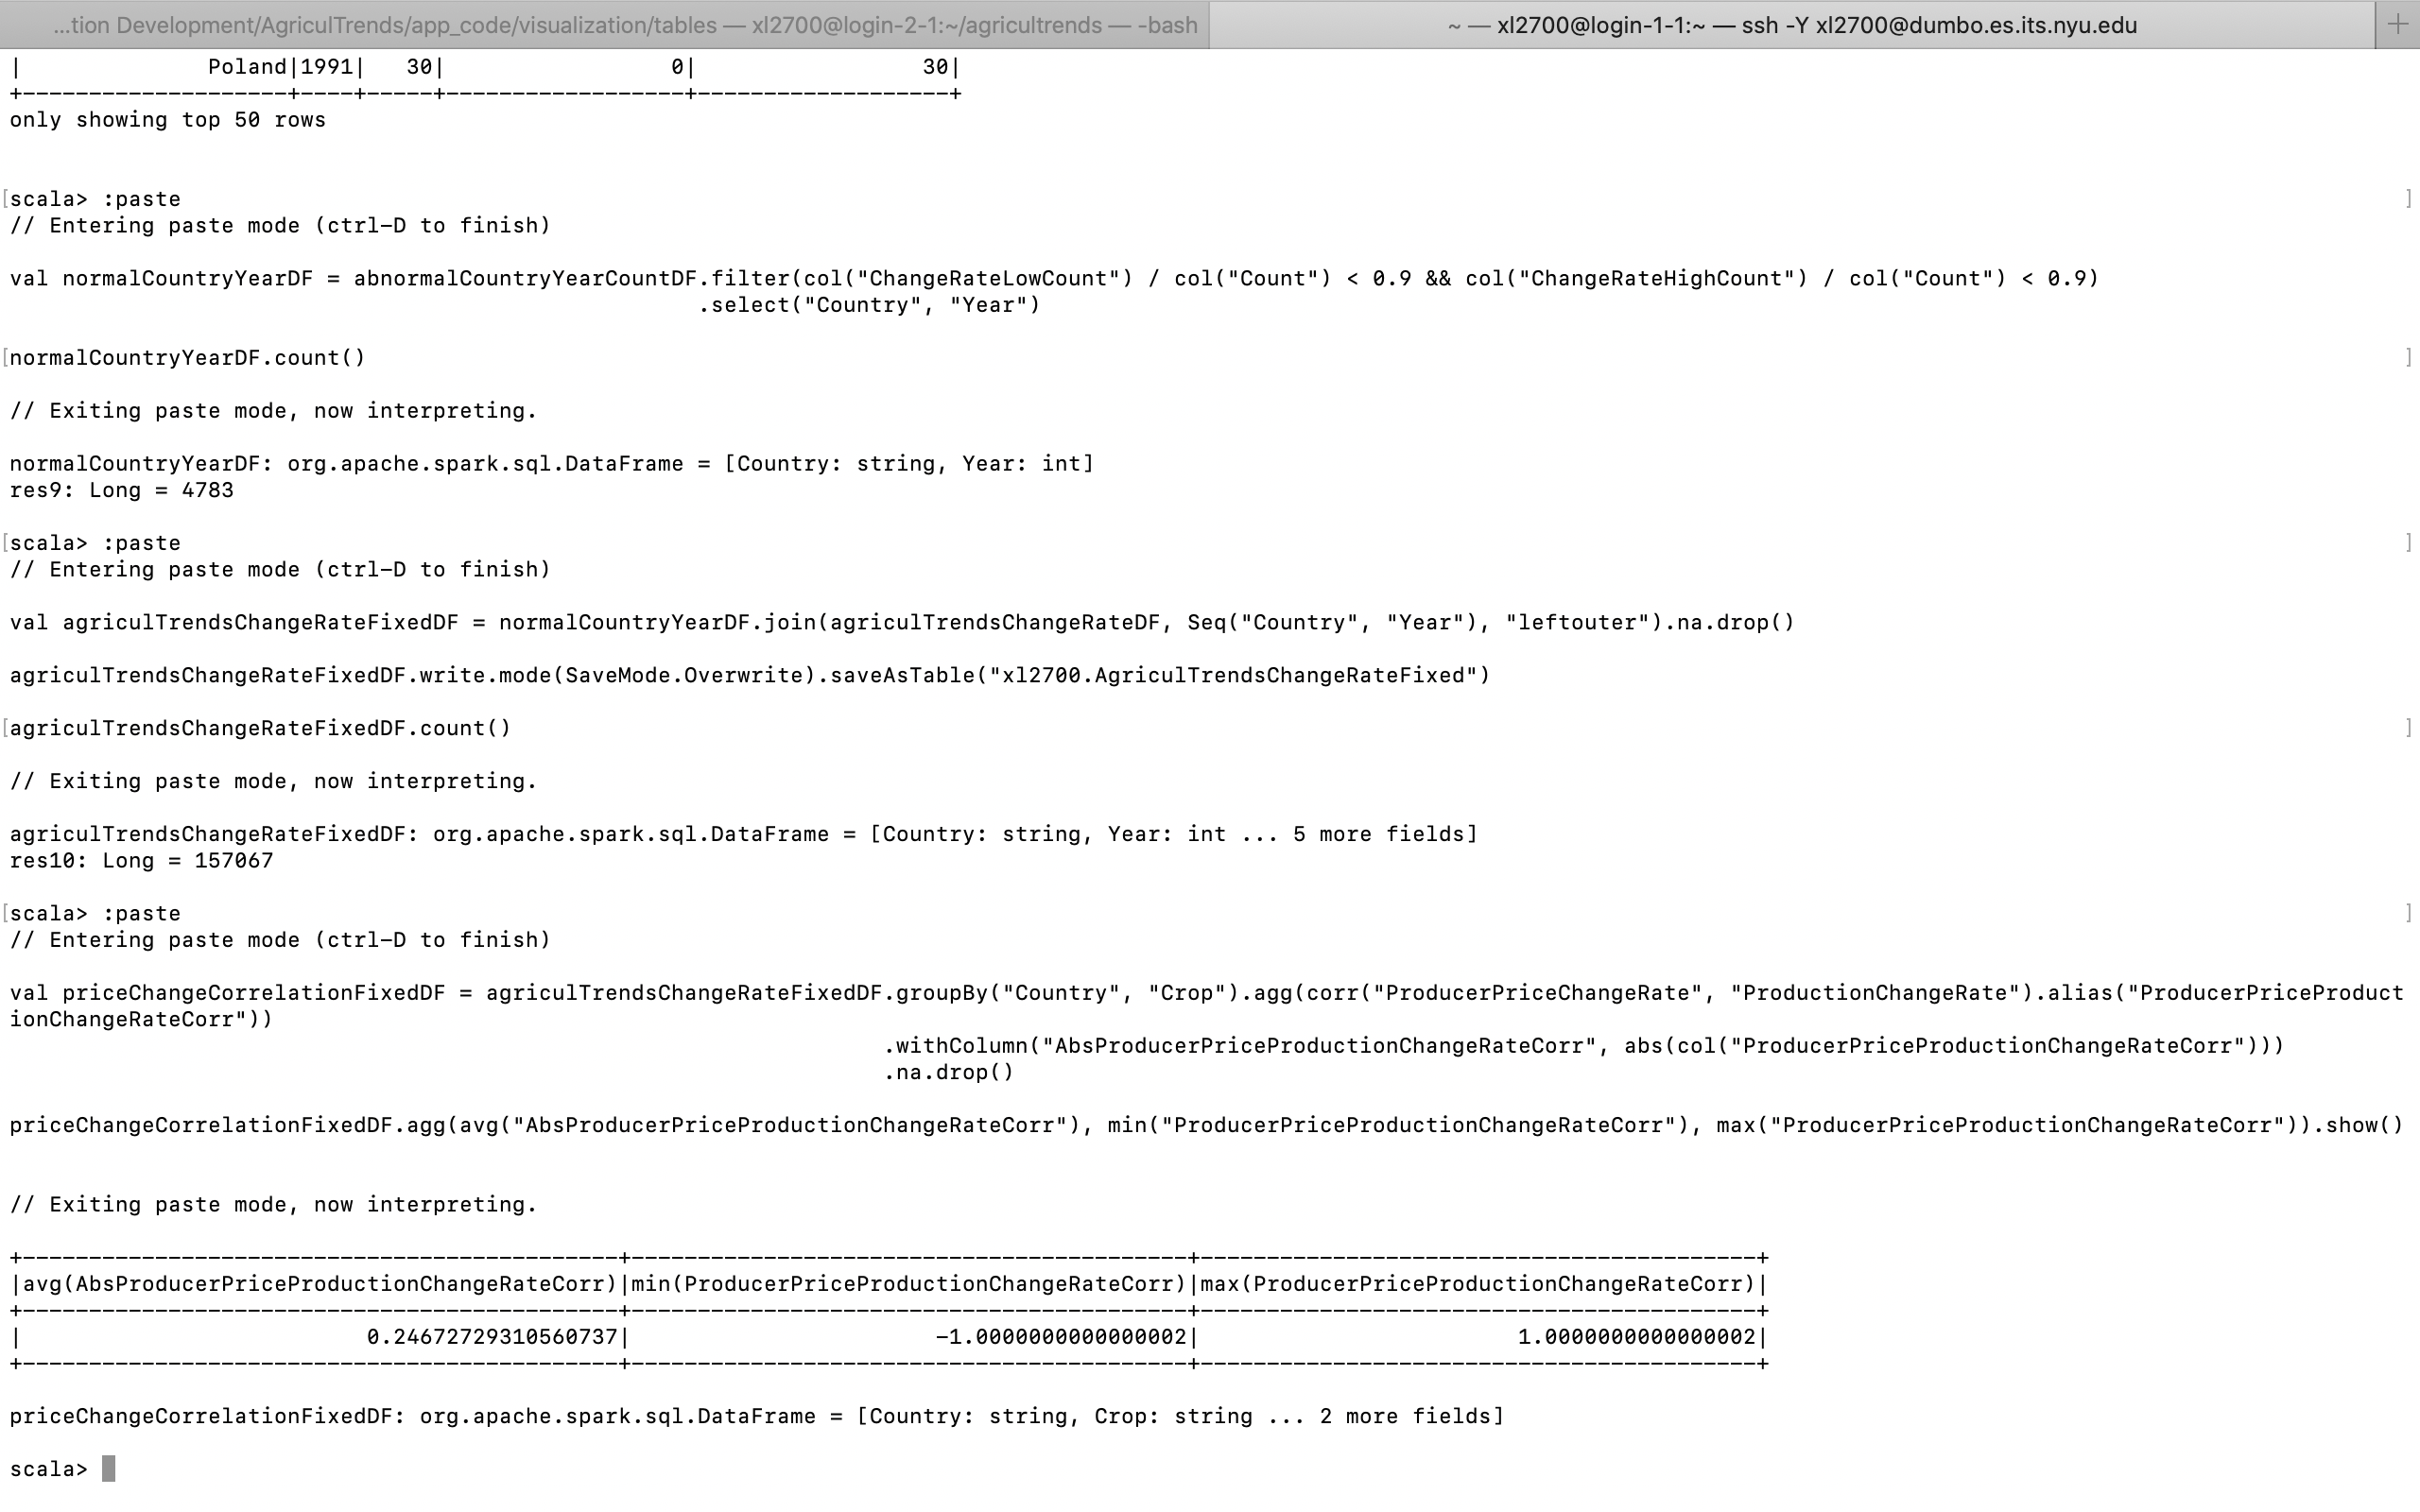 ...tion Development/AgriculTrends/app_code/visualization/tables — xl2700@login-2-1:~/agricultrends — -bash
~ — xl2700@login-1-1:~ — ssh -Y xl2700@dumbo.es.its.nyu.edu
+
|              Poland|1991|   30|                 0|                 30|
+--------------------+----+-----+------------------+-------------------+
only showing top 50 rows
[scala> :paste ]
// Entering paste mode (ctrl-D to finish)
val normalCountryYearDF = abnormalCountryYearCountDF.filter(col("ChangeRateLowCount") / col("Count") < 0.9 && col("ChangeRateHighCount") / col("Count") < 0.9)
.select("Country", "Year")
[normalCountryYearDF.count() ]
// Exiting paste mode, now interpreting.
normalCountryYearDF: org.apache.spark.sql.DataFrame = [Country: string, Year: int]
res9: Long = 4783
[scala> :paste ]
// Entering paste mode (ctrl-D to finish)
val agriculTrendsChangeRateFixedDF = normalCountryYearDF.join(agriculTrendsChangeRateDF, Seq("Country", "Year"), "leftouter").na.drop()
agriculTrendsChangeRateFixedDF.write.mode(SaveMode.Overwrite).saveAsTable("xl2700.AgriculTrendsChangeRateFixed")
[agriculTrendsChangeRateFixedDF.count() ]
// Exiting paste mode, now interpreting.
agriculTrendsChangeRateFixedDF: org.apache.spark.sql.DataFrame = [Country: string, Year: int ... 5 more fields]
res10: Long = 157067
[scala> :paste ]
// Entering paste mode (ctrl-D to finish)
val priceChangeCorrelationFixedDF = agriculTrendsChangeRateFixedDF.groupBy("Country", "Crop").agg(corr("ProducerPriceChangeRate", "ProductionChangeRate").alias("ProducerPriceProduct
ionChangeRateCorr"))
.withColumn("AbsProducerPriceProductionChangeRateCorr", abs(col("ProducerPriceProductionChangeRateCorr")))
.na.drop()
priceChangeCorrelationFixedDF.agg(avg("AbsProducerPriceProductionChangeRateCorr"), min("ProducerPriceProductionChangeRateCorr"), max("ProducerPriceProductionChangeRateCorr")).show()
// Exiting paste mode, now interpreting.
+---------------------------------------------+------------------------------------------+------------------------------------------+
|avg(AbsProducerPriceProductionChangeRateCorr)|min(ProducerPriceProductionChangeRateCorr)|max(ProducerPriceProductionChangeRateCorr)|
+---------------------------------------------+------------------------------------------+------------------------------------------+
|                          0.24672729310560737|                       -1.0000000000000002|                        1.0000000000000002|
+---------------------------------------------+------------------------------------------+------------------------------------------+
priceChangeCorrelationFixedDF: org.apache.spark.sql.DataFrame = [Country: string, Crop: string ... 2 more fields]
scala>